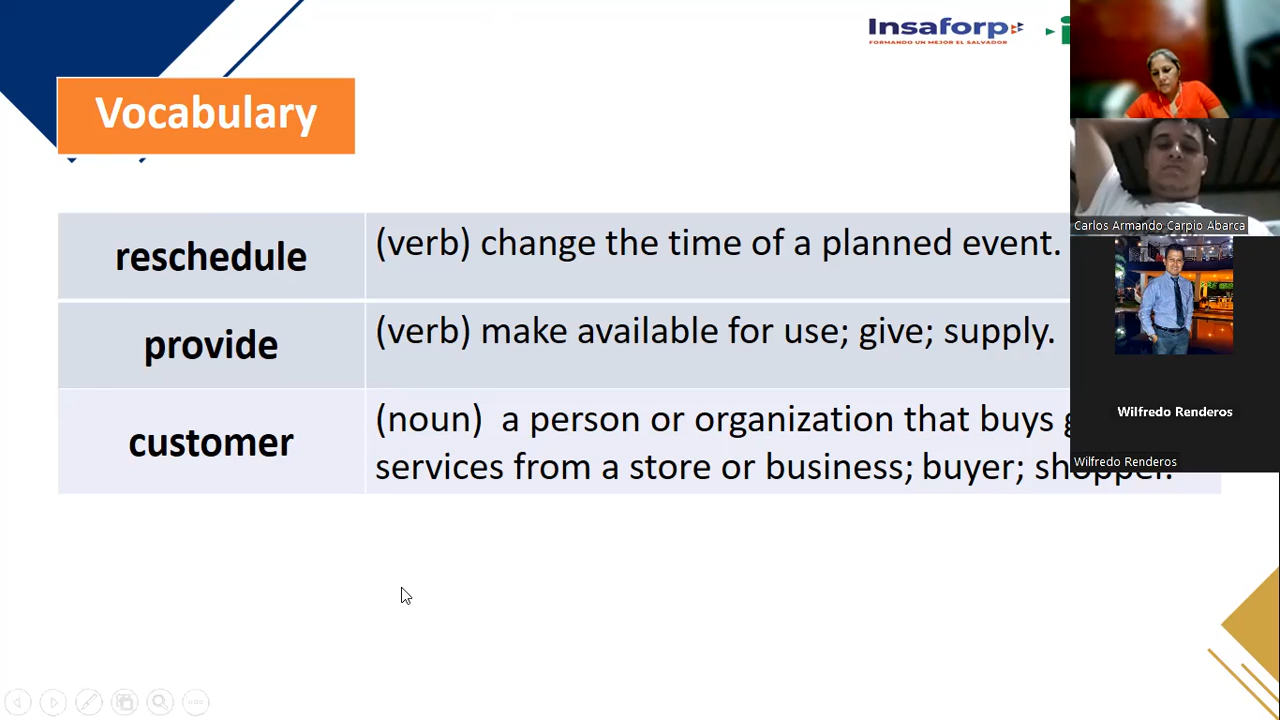 Insaforp
FORMANDO UN MEJOR EL SALVADOR
Vocabulary
reschedule
(verb) change the time of a planned event.
provide
(verb) make available for use; give; supply.
customer
(noun) a person or organization that buys
services from a store or business; buyer; shopper.
Carlos Armando Carpio Abarca
Wilfredo Renderos
Wilfredo Renderos